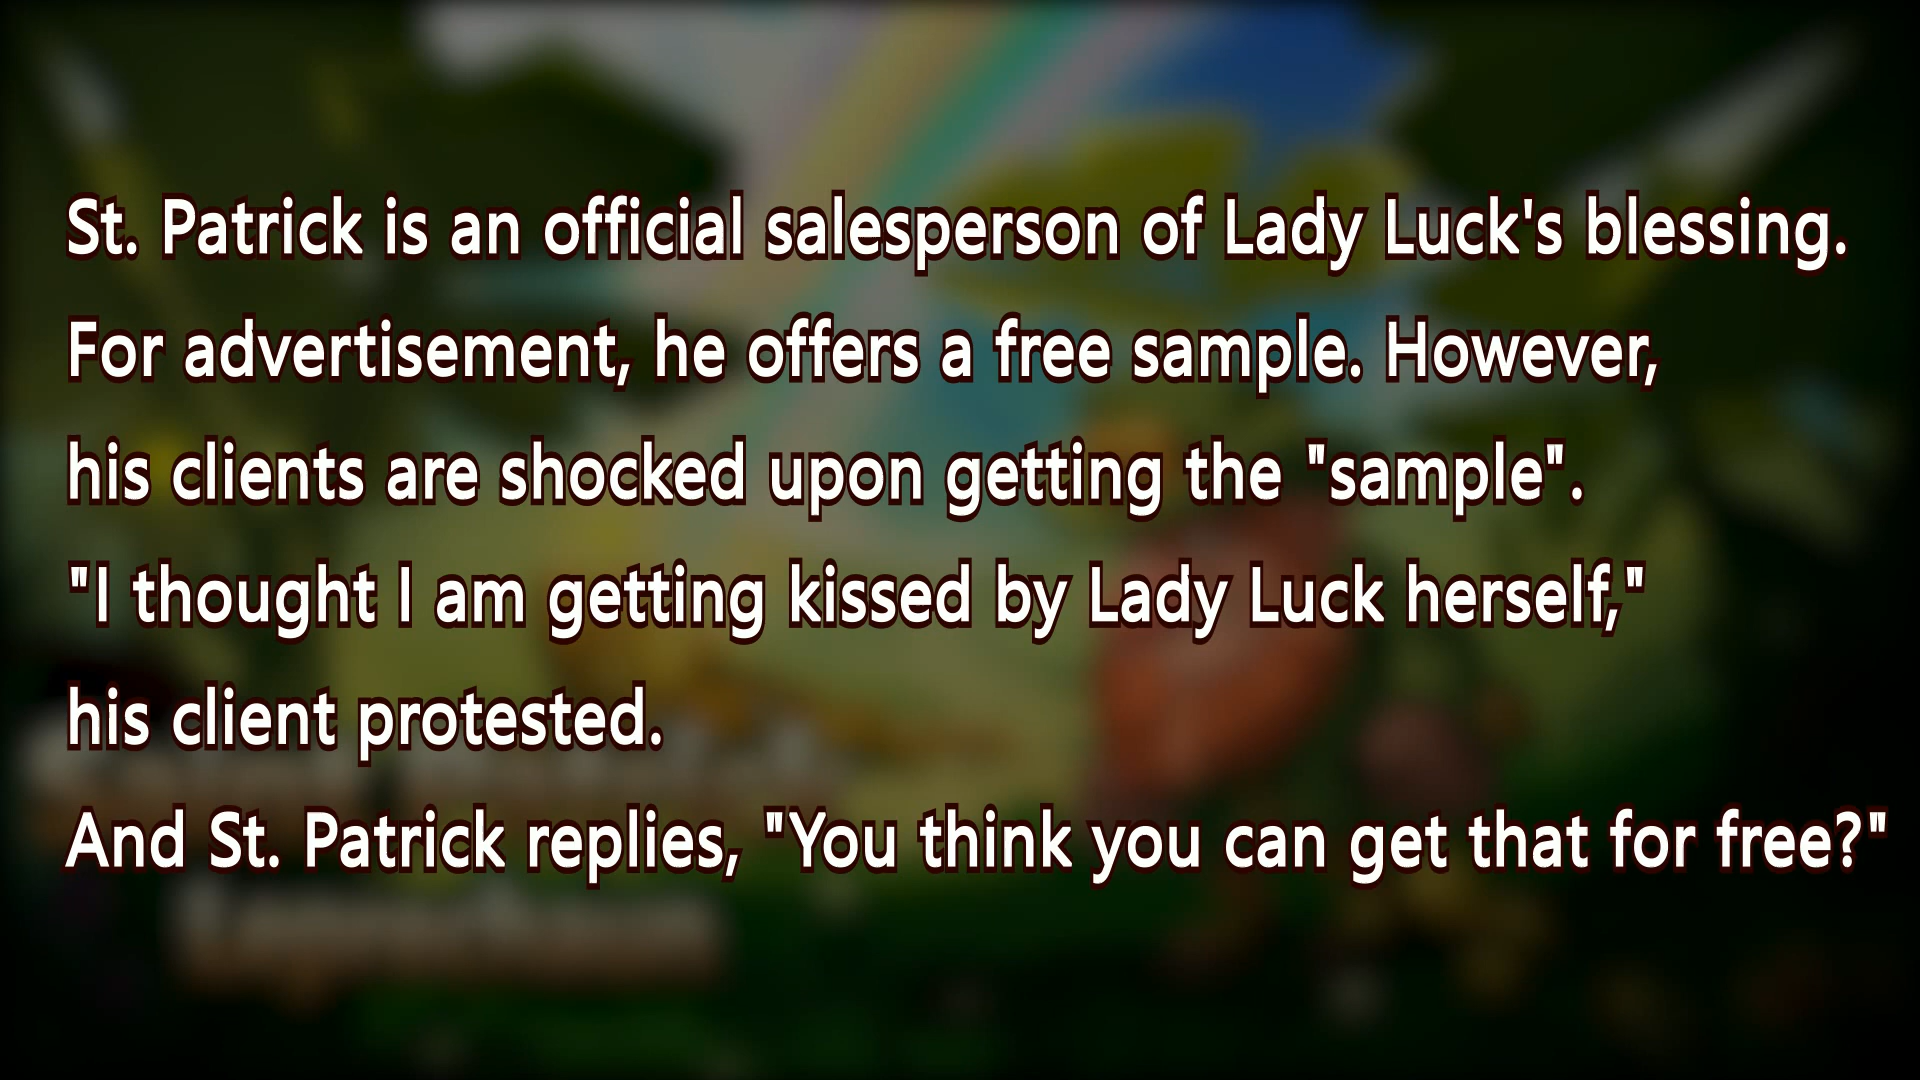 St. Patrick is an official salesperson of Lady Luck's blessing.
For advertisement, he offers a free sample. However,
his clients are shocked upon getting the "sample".
"I thought I am getting kissed by Lady Luck herself,"
his client protested.
And St. Patrick replies, "You think you can get that for free?"